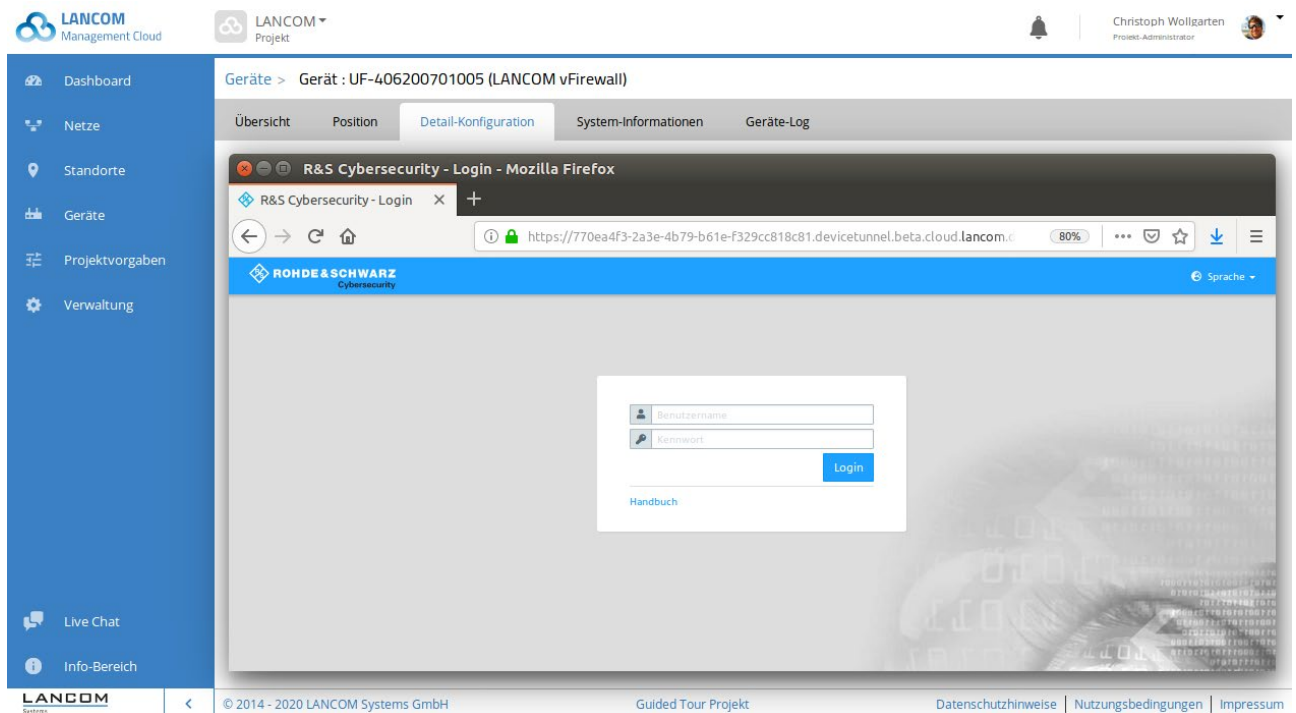 LANCOM
Management Cloud
LANCOM
Projekt
Christoph Wollgarten
Projekt-Administrator
Dashboard
Netze
Standorte
Geräte
Projektvorgaben
Verwaltung
Live Chat
Info-Bereich
LANCOM
Systems
Geräte > Gerät : UF-406200701005 (LANCOM vFirewall)
Übersicht Position Detail-Konfiguration System-Informationen Geräte-Log
R&S Cybersecurity - Login - Mozilla Firefox
R&S Cybersecurity - Login
https://770ea4f3-2a3e-4b79-b61e-f329cc818c81.devicetunnel.beta.cloud.lancom.
80%
ROHDE & SCHWARZ
Cybersecurity
Sprache
Benutzername
Kennwort
Login
Handbuch
© 2014 - 2020 LANCOM Systems GmbH Guided Tour Projekt Datenschutzhinweise | Nutzungsbedingungen | Impressum